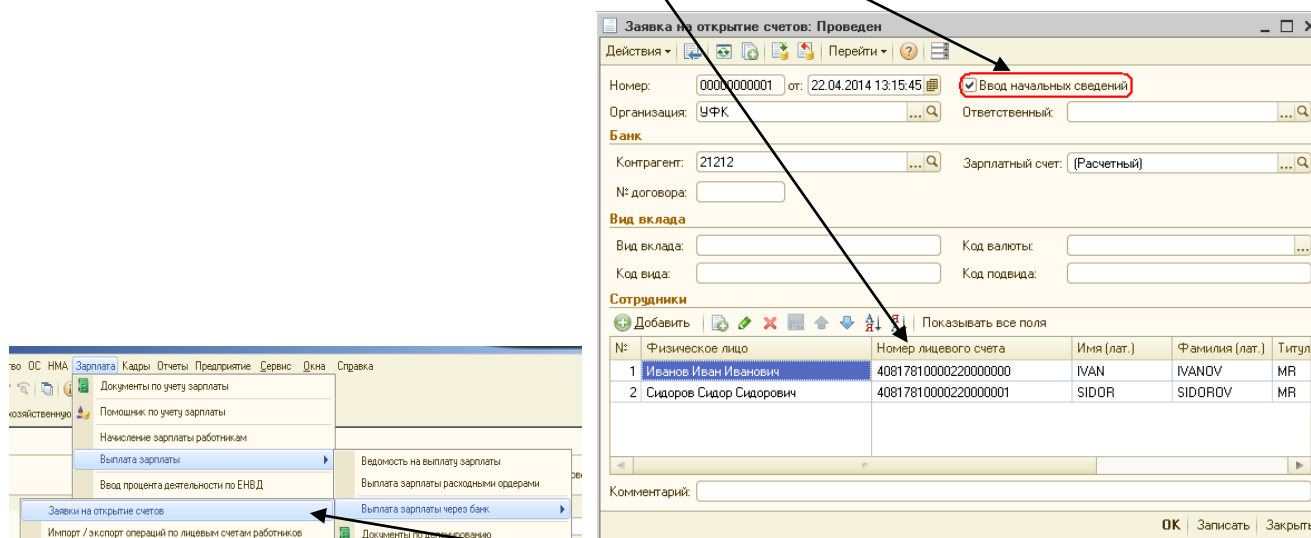 Заявка на открытие счетов: Проведен
Действия Перейти
Номер: 00000000001 от: 22.04.2014 13:15:45 Ввод начальных сведений
Организация: УФК ... Ответственный: ...
Банк
Контрагент: 21212 ... Зарплатный счет: (Расчетный) ...
№ договора:
Вид вклада
Вид вклада: Код валюты: ...
Код вида: Код подвида:
Сотрудники
Добавить Показывать все поля
№ Физическое лицо Номер лицевого счета Имя (лат.) Фамилия (лат.) Титул
1 Иванов Иван Иванович 40817810000220000000 IVAN IVANOV MR
2 Сидоров Сидор Сидорович 40817810000220000001 SIDOR SIDOROV MR
Комментарий:
OK Записать Закрыть
тво ОС НМА Зарплата Кадры Отчеты Предприятие Сервис Окна Справка
Документы по учету зарплаты
хозяйственную Помощник по учету зарплаты
Начисление зарплаты работникам
Выплата зарплаты Ведомость на выплату зарплаты
Ввод процента деятельности по ЕНВД Выплата зарплаты расходными ордерами
Заявки на открытие счетов Выплата зарплаты через банк
Импорт / экспорт операций по лицевым счетам работников Документы по депонированию